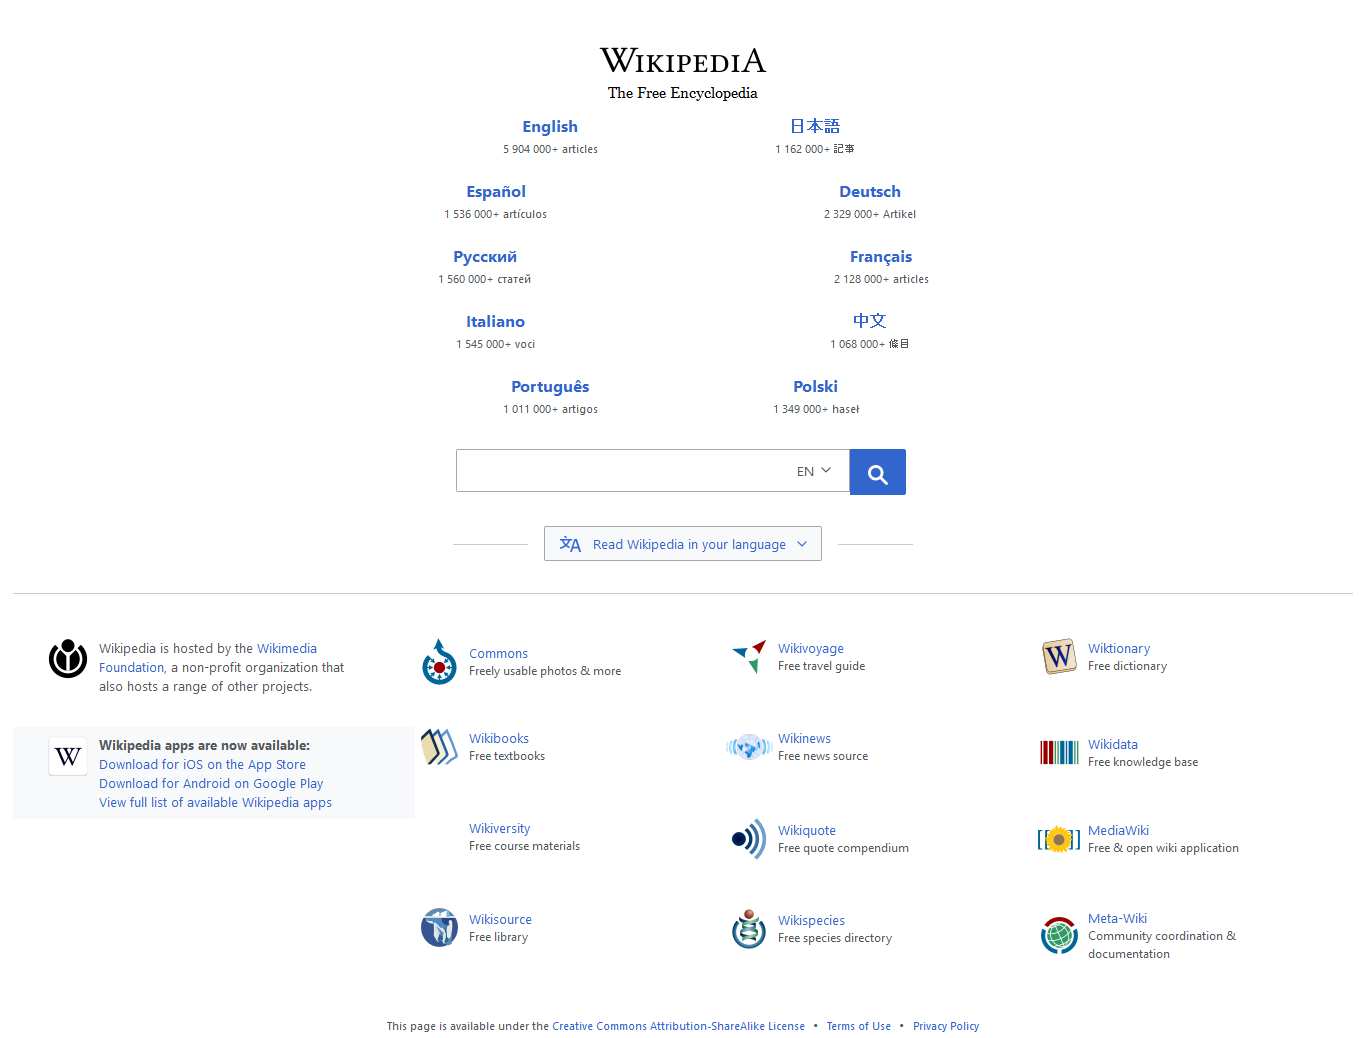 WIKIPEDIA
The Free Encyclopedia
English
5 904 000+ articles
日本語
1 162 000+ 記事
Español
1 536 000+ artículos
Deutsch
2 329 000+ Artikel
Русский
1 560 000+ статей
Français
2 128 000+ articles
Italiano
1 545 000+ voci
中文
1 068 000+ 條目
Português
1 011 000+ artigos
Polski
1 349 000+ haseł
EN
Read Wikipedia in your language
Wikipedia is hosted by the Wikimedia
Foundation, a non-profit organization that
also hosts a range of other projects.
W
Wikipedia apps are now available:
Download for iOS on the App Store
Download for Android on Google Play
View full list of available Wikipedia apps
Commons
Freely usable photos & more
Wikivoyage
Free travel guide
W
Wiktionary
Free dictionary
Wikibooks
Free textbooks
Wikinews
Free news source
Wikidata
Free knowledge base
Wikiversity
Free course materials
Wikiquote
Free quote compendium
MediaWiki
Free & open wiki application
Wikisource
Free library
Wikispecies
Free species directory
Meta-Wiki
Community coordination &
documentation
This page is available under the Creative Commons Attribution-ShareAlike License • Terms of Use • Privacy Policy